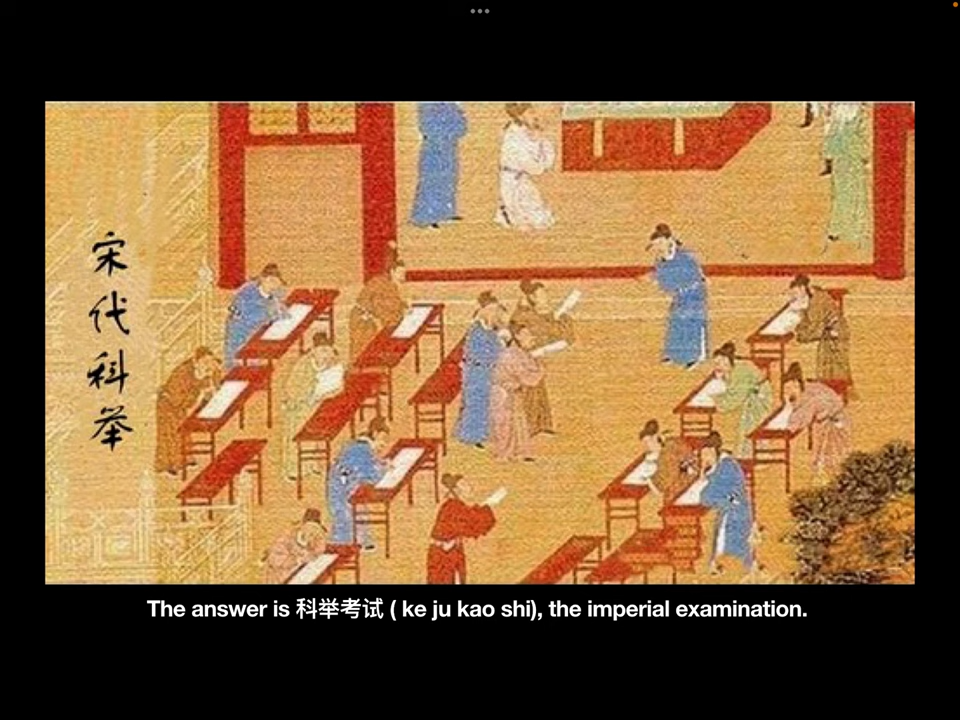 宋代科举
The answer is 科举考试 ( ke ju kao shi), the imperial examination.